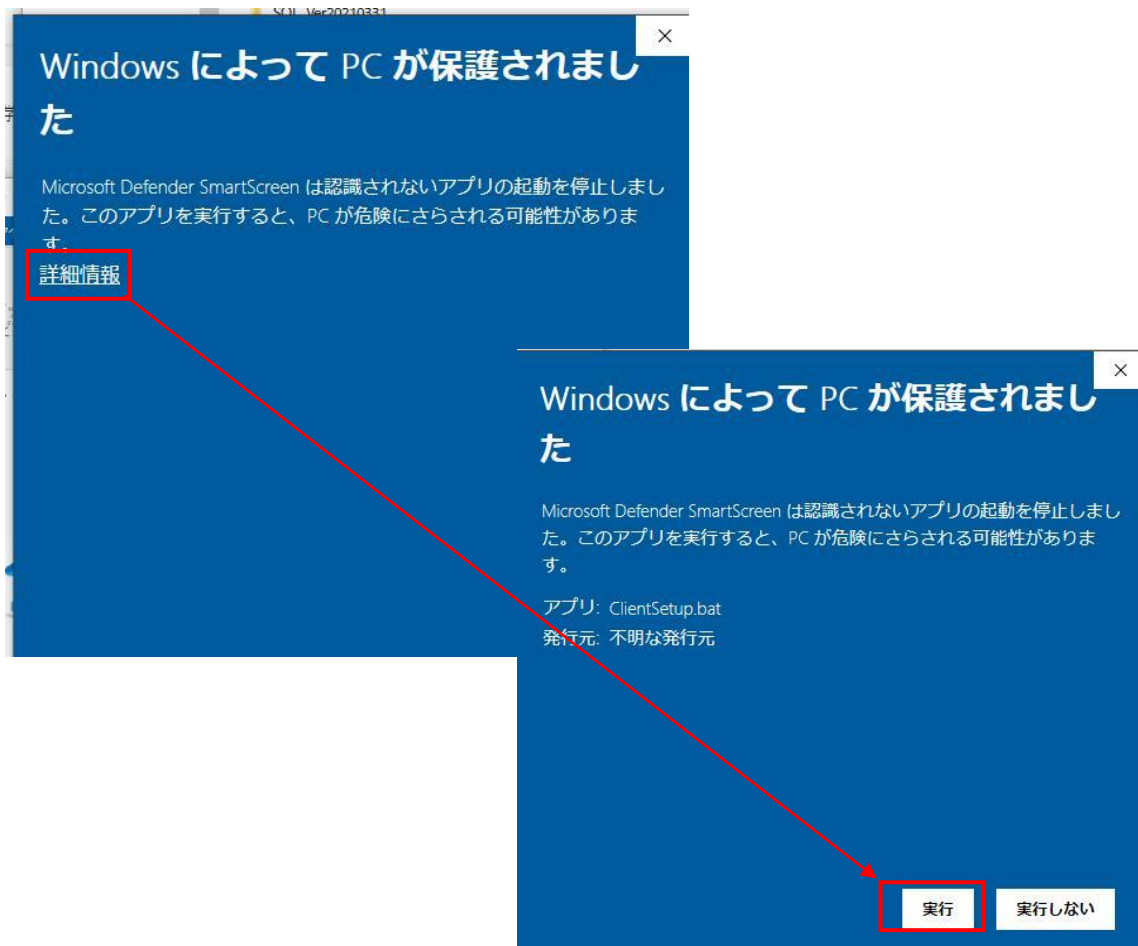 SQL_Ver20210331
Windows によって PC が保護されまし
た
Microsoft Defender SmartScreen は認識されないアプリの起動を停止しまし
た。このアプリを実行すると、PC が危険にさらされる可能性がありま
す。
詳細情報
Windows によって PC が保護されまし
た
Microsoft Defender SmartScreen は認識されないアプリの起動を停止しまし
た。このアプリを実行すると、PC が危険にさらされる可能性がありま
す。
アプリ: ClientSetup.bat
発行元: 不明な発行元
実行 実行しない